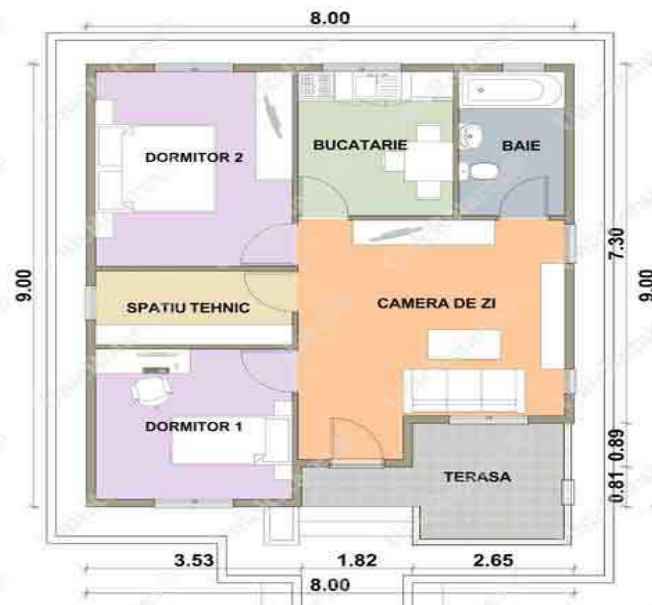 8.00
DORMITOR 2
BUCATARIE
BAIE
7.30
9.00
9.00
SPATIU TEHNIC
CAMERA DE ZI
DORMITOR 1
0.89
TERASA
0.81
3.53
1.82
2.65
8.00